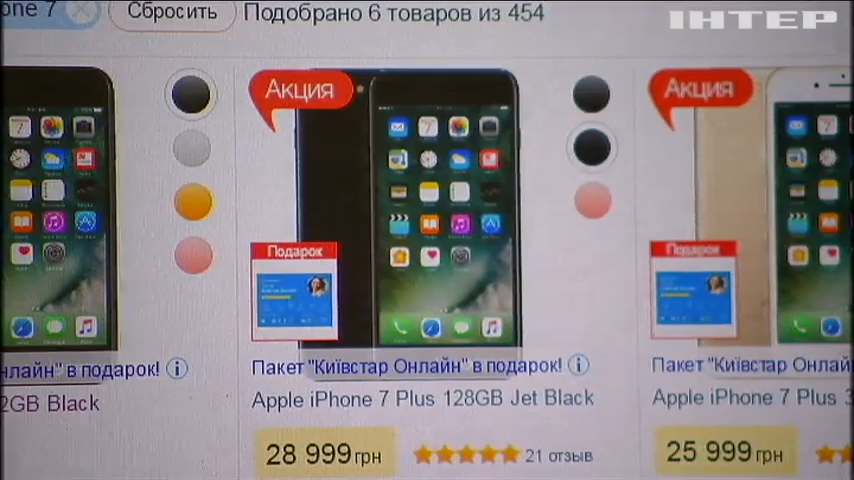 one 7
Сбросить
Подобрано 6 товаров из 454
ІНТЕР
Акция
Акция
Подарок
Подарок
нлайн" в подарок!
Пакет "Київстар Онлайн" в подарок!
Пакет "Київстар Онлай
2GB Black
Apple iPhone 7 Plus 128GB Jet Black
Apple iPhone 7 Plus 3
28 999 грн
21 отзыв
25 999 грн